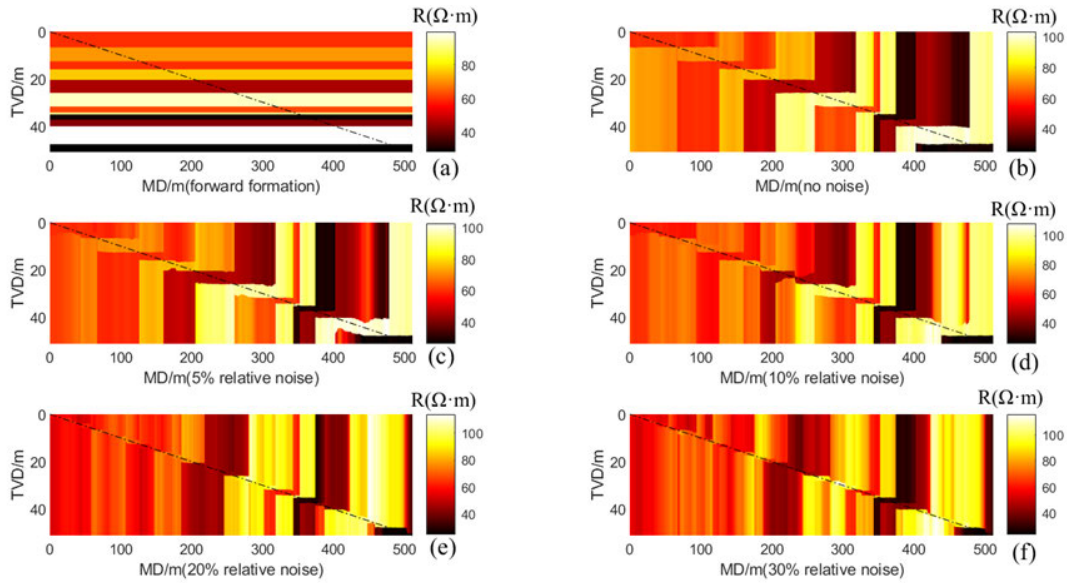 R(Ω·m)
0
20
40
TVD/m
0 100 200 300 400 500
MD/m(forward formation)
80
60
40
(a)
R(Ω·m)
0
20
40
TVD/m
0 100 200 300 400 500
MD/m(no noise)
100
80
60
40
(b)
R(Ω·m)
0
20
40
TVD/m
0 100 200 300 400 500
MD/m(5% relative noise)
100
80
60
40
(c)
R(Ω·m)
0
20
40
TVD/m
0 100 200 300 400 500
MD/m(10% relative noise)
100
80
60
40
(d)
R(Ω·m)
0
20
40
TVD/m
0 100 200 300 400 500
MD/m(20% relative noise)
100
80
60
40
(e)
R(Ω·m)
0
20
40
TVD/m
0 100 200 300 400 500
MD/m(30% relative noise)
100
80
60
40
(f)